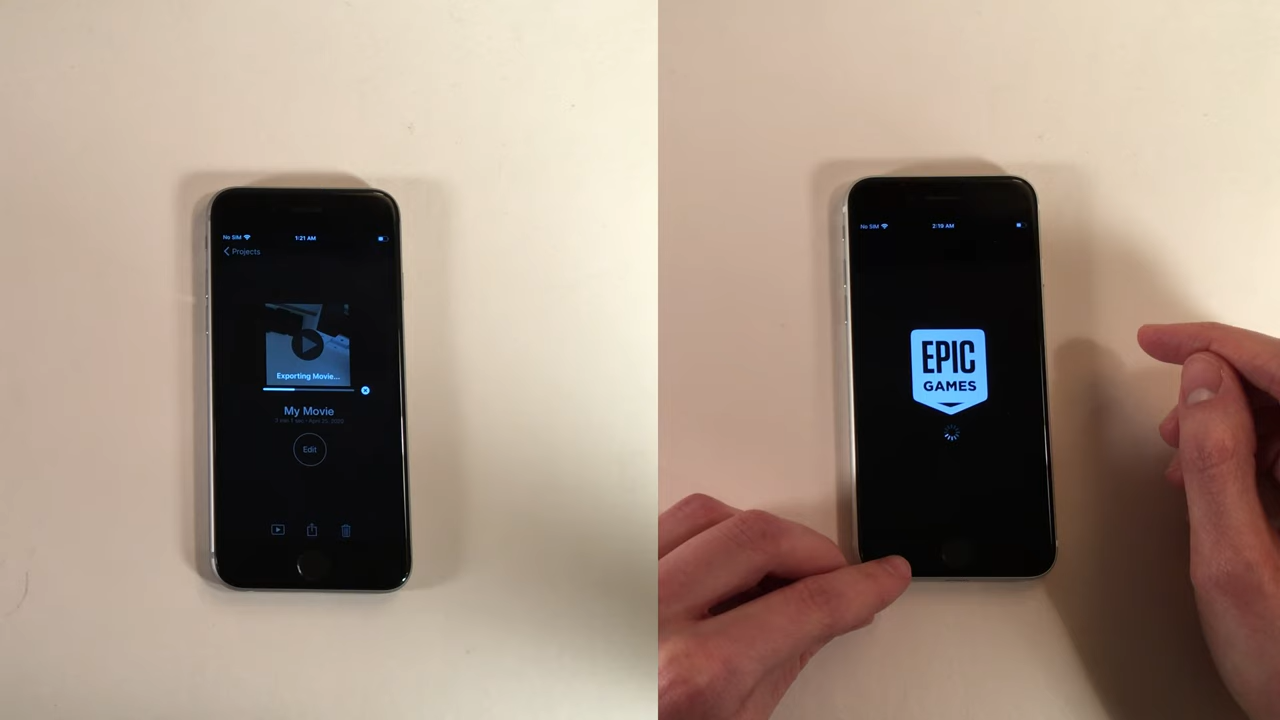 No SIM 1:21 AM
Projects
Exporting Movie...
My Movie
Edit
No SIM 2:19 AM
EPIC
GAMES